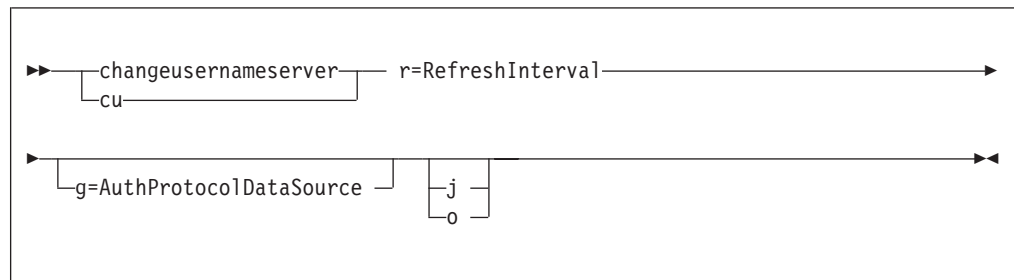 changeusernameserver r=RefreshInterval
cu
g=AuthProtocolDataSource j
o